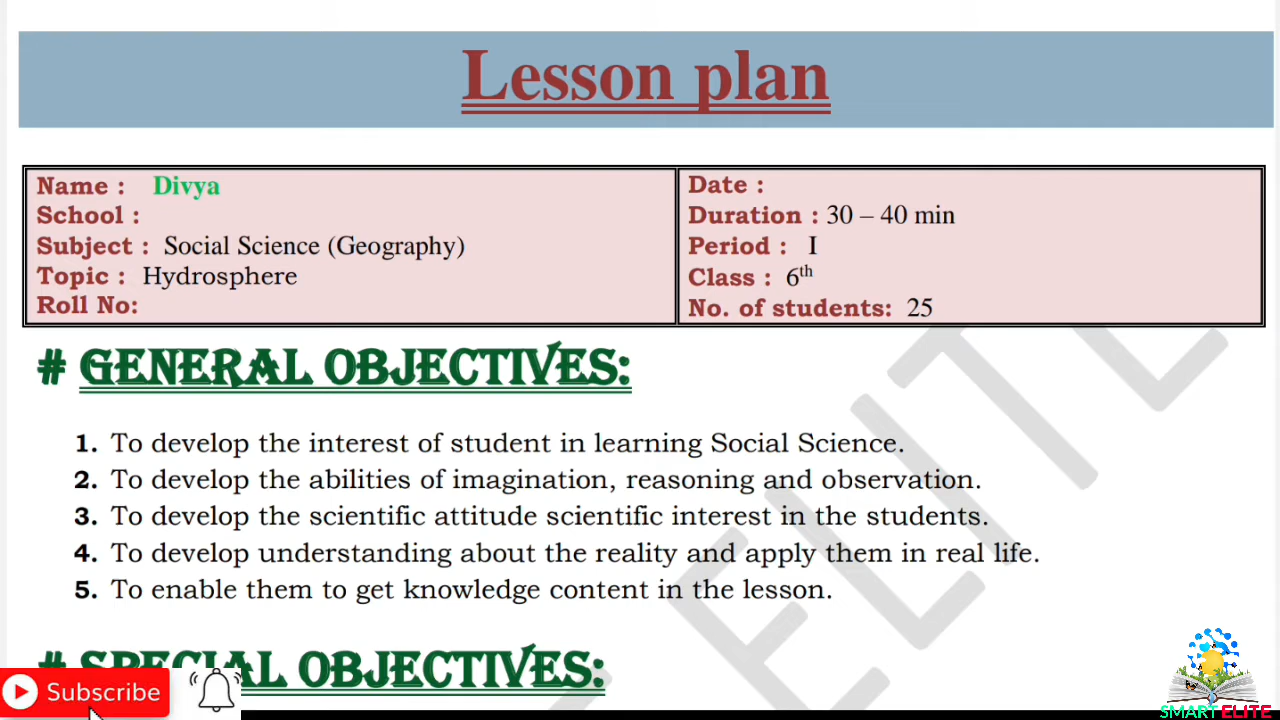 Lesson plan
Name : Divya
School :
Subject : Social Science (Geography)
Topic : Hydrosphere
Roll No:
Date :
Duration : 30 – 40 min
Period : I
Class : 6th
No. of students: 25
# GENERAL OBJECTIVES:
1. To develop the interest of student in learning Social Science.
2. To develop the abilities of imagination, reasoning and observation.
3. To develop the scientific attitude scientific interest in the students.
4. To develop understanding about the reality and apply them in real life.
5. To enable them to get knowledge content in the lesson.
# SPECIAL OBJECTIVES:
Subscribe
SMART ELITE
ELITE